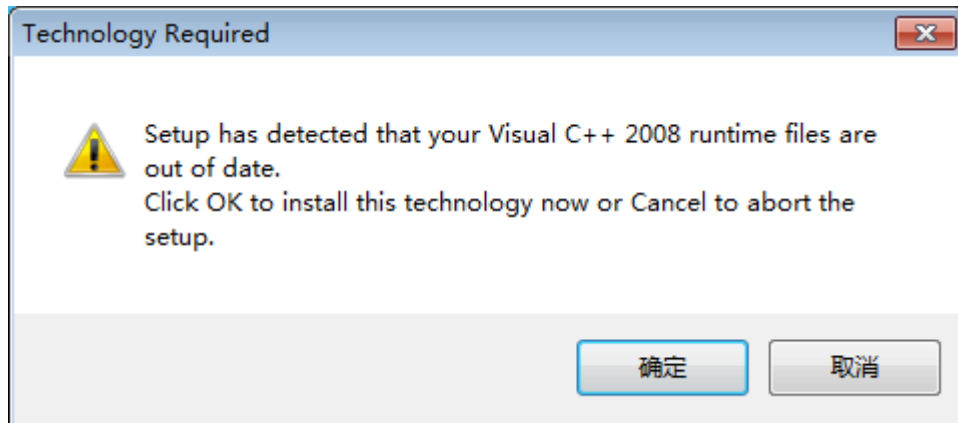 Technology Required
Setup has detected that your Visual C++ 2008 runtime files are
out of date.
Click OK to install this technology now or Cancel to abort the
setup.
确定
取消